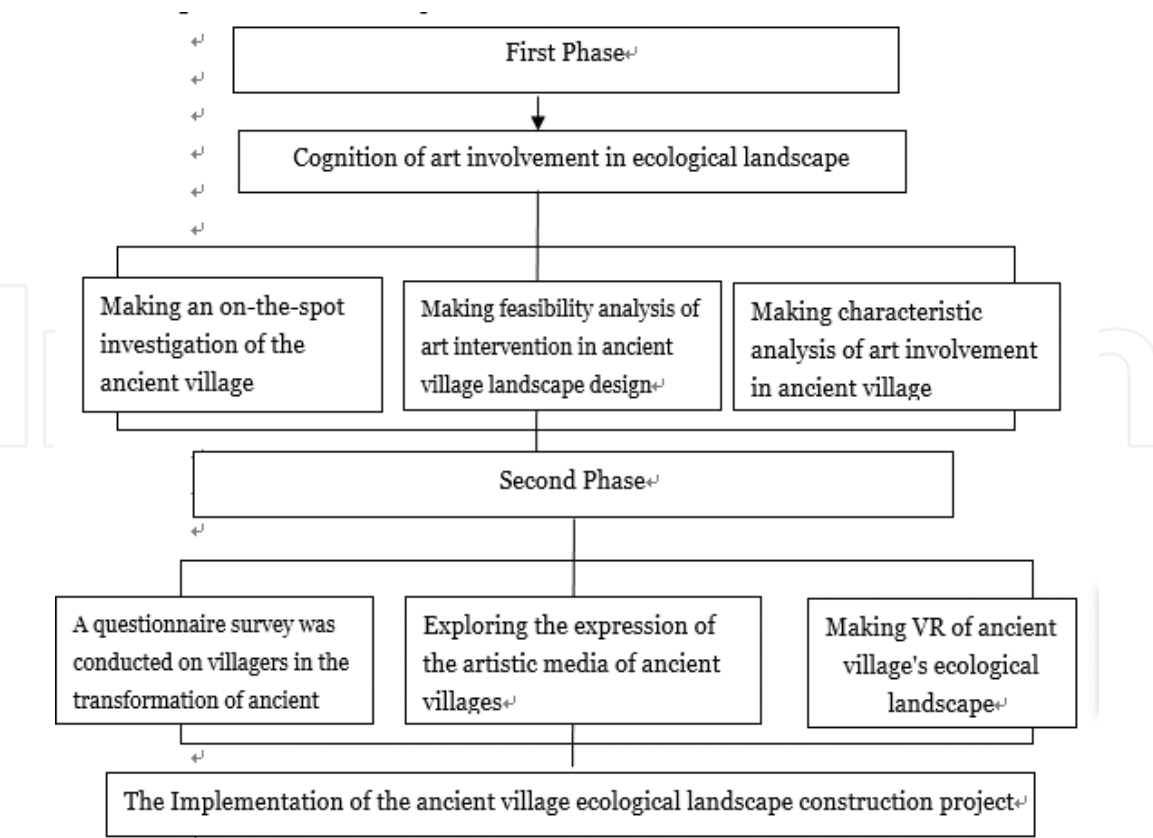 First Phase
Cognition of art involvement in ecological landscape
Making an on-the-spot
investigation of the
ancient village
Making feasibility analysis of
art intervention in ancient
village landscape design
Making characteristic
analysis of art involvement
in ancient village
Second Phase
A questionnaire survey was
conducted on villagers in the
transformation of ancient
Exploring the expression of
the artistic media of ancient
villages
Making VR of ancient
village's ecological
landscape
The Implementation of the ancient village ecological landscape construction project